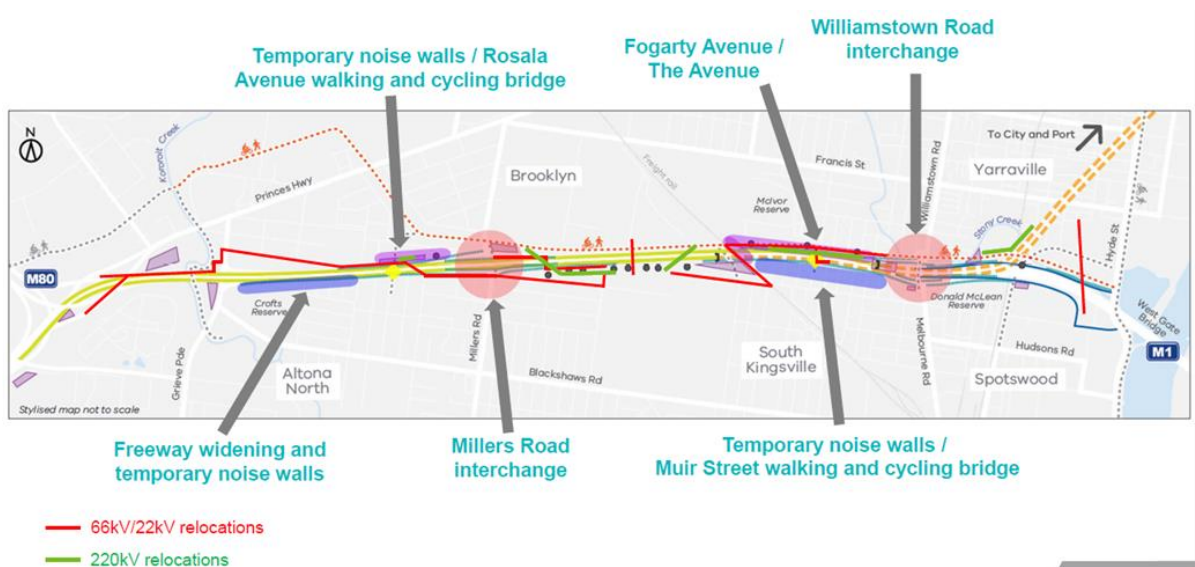 Williamstown Road
interchange
Temporary noise walls / Rosala
Avenue walking and cycling bridge
Fogarty Avenue /
The Avenue
N
To City and Port
Kororoit Creek
Princes Hwy
Brooklyn
Freight rail
Francis St
Williamstown Rd
Yarraville
McIvor
Reserve
Stony Creek
Hyde St
M80
Crofts
Reserve
Millers Rd
Donald McLean
Reserve
West Gate
Bridge
M1
Grieve Pde
Altona
North
Blackshaws Rd
South
Kingsville
Melbourne Rd
Hudsons Rd
Spotswood
Stylised map not to scale
Freeway widening and
temporary noise walls
Millers Road
interchange
Temporary noise walls /
Muir Street walking and cycling bridge
66kV/22kV relocations
220kV relocations